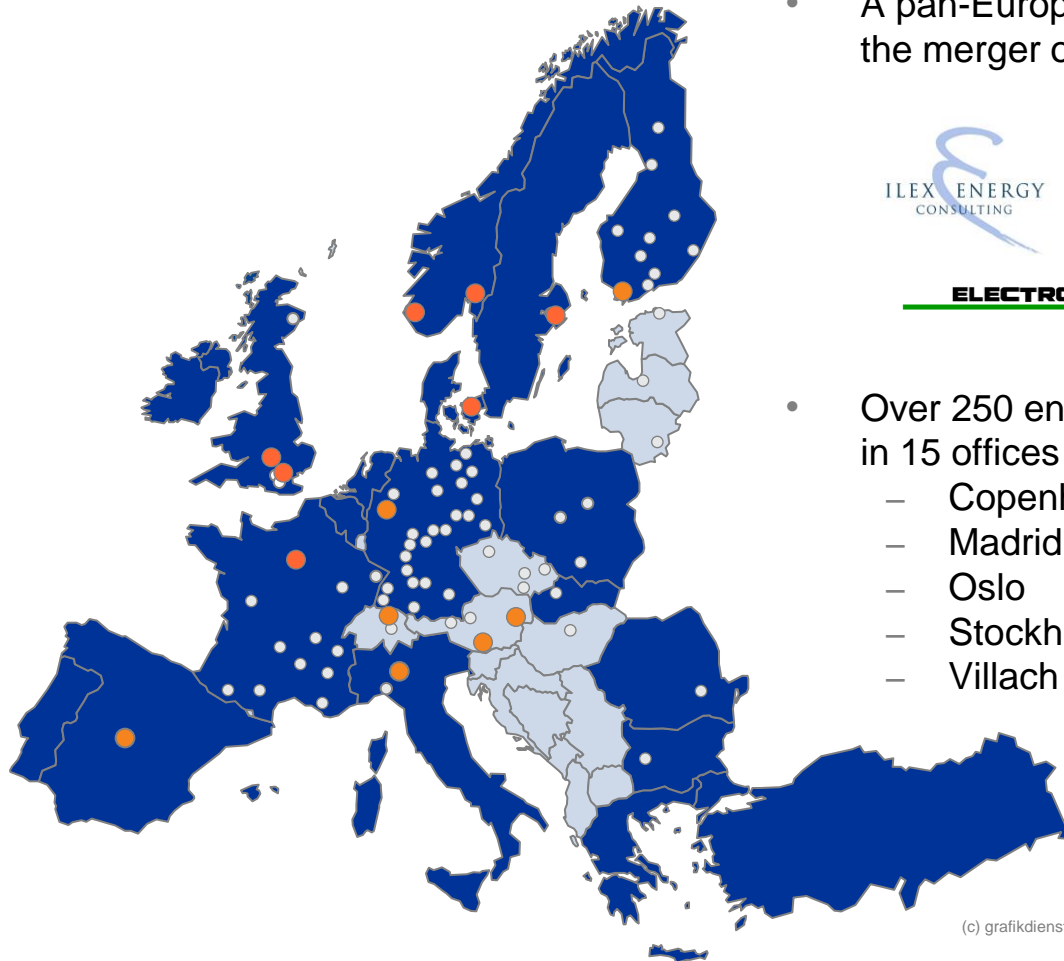 • A pan-Europ
the merger o
ILEX ENERGY
CONSULTING
ELECTRO
• Over 250 en
in 15 offices
– Copenh
– Madrid
– Oslo
– Stockh
– Villach
(c) grafikdienst